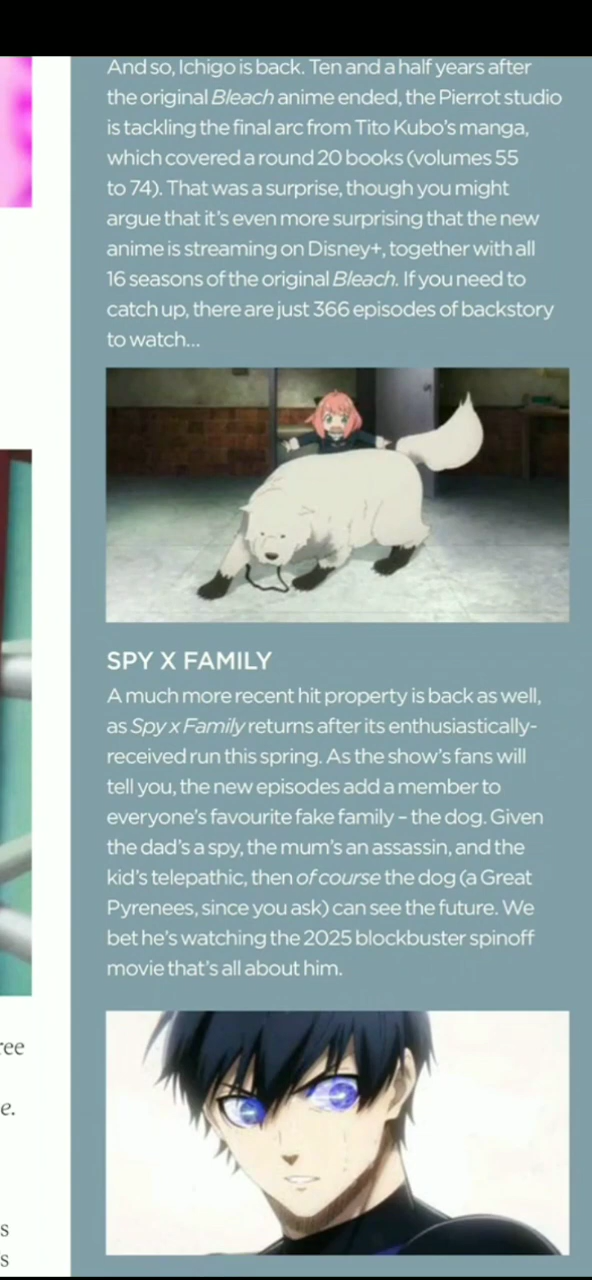 And so, Ichigo is back. Ten and a half years after
the original Bleach anime ended, the Pierrot studio
is tackling the final arc from Tito Kubo's manga,
which covered a round 20 books (volumes 55
to 74). That was a surprise, though you might
argue that it's even more surprising that the new
anime is streaming on Disney+, together with all
16 seasons of the original Bleach. If you need to
catch up, there are just 366 episodes of backstory
to watch...
SPY X FAMILY
A much more recent hit property is back as well,
as Spy x Family returns after its enthusiastically-
received run this spring. As the show's fans will
tell you, the new episodes add a member to
everyone's favourite fake family – the dog. Given
the dad's a spy, the mum's an assassin, and the
kid's telepathic, then of course the dog (a Great
Pyrenees, since you ask) can see the future. We
bet he's watching the 2025 blockbuster spinoff
movie that's all about him.
ree
e.
s
's